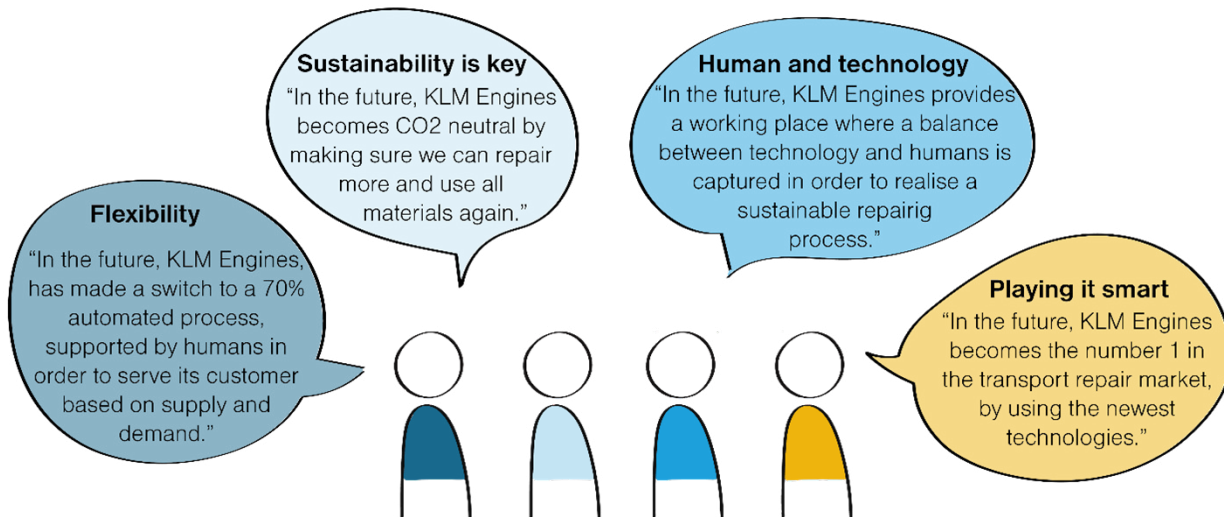 Sustainability is key
“In the future, KLM Engines
becomes CO2 neutral by
making sure we can repair
more and use all
materials again.”
Human and technology
“In the future, KLM Engines provides
a working place where a balance
between technology and humans is
captured in order to realise a
sustainable repairig
process.”
Flexibility
“In the future, KLM Engines,
has made a switch to a 70%
automated process,
supported by humans in
order to serve its customer
based on supply and
demand.”
Playing it smart
“In the future, KLM Engines
becomes the number 1 in
the transport repair market,
by using the newest
technologies.”